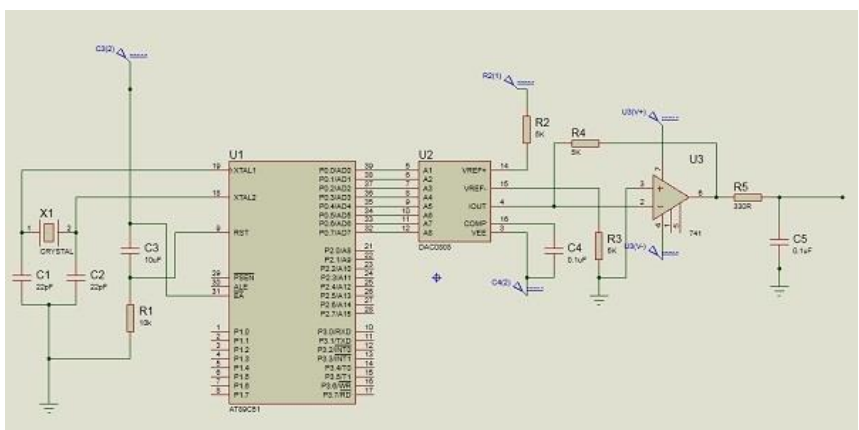 C3(2)
R2(1)
U3(V+)
U1
U2
R2
5K
R4
5K
U3
19
XTAL1
18
XTAL2
9
RST
29
PSEN
30
ALE
31
EA
1
P1.0
2
P1.1
3
P1.2
4
P1.3
5
P1.4
6
P1.5
7
P1.6
8
P1.7
P0.0/AD0
39
P0.1/AD1
38
P0.2/AD2
37
P0.3/AD3
36
P0.4/AD4
35
P0.5/AD5
34
P0.6/AD6
33
P0.7/AD7
32
P2.0/A8
21
P2.1/A9
22
P2.2/A10
23
P2.3/A11
24
P2.4/A12
25
P2.5/A13
26
P2.6/A14
27
P2.7/A15
28
P3.0/RXD
10
P3.1/TXD
11
P3.2/INT0
12
P3.3/INT1
13
P3.4/T0
14
P3.5/T1
15
P3.6/WR
16
P3.7/RD
17
AT89C51
5
A1
6
A2
7
A3
8
A4
9
A5
10
A6
11
A7
12
A8
VREF+
14
VREF-
15
IOUT
4
COMP
16
VEE
3
DAC0808
X1
1
2
CRYSTAL
C1
22pF
C2
22pF
C3
10uF
R1
10k
C4
0.1uF
C4(2)
R3
5K
3
2
7
6
4
1
5
741
U3(V-)
R5
330R
C5
0.1uF